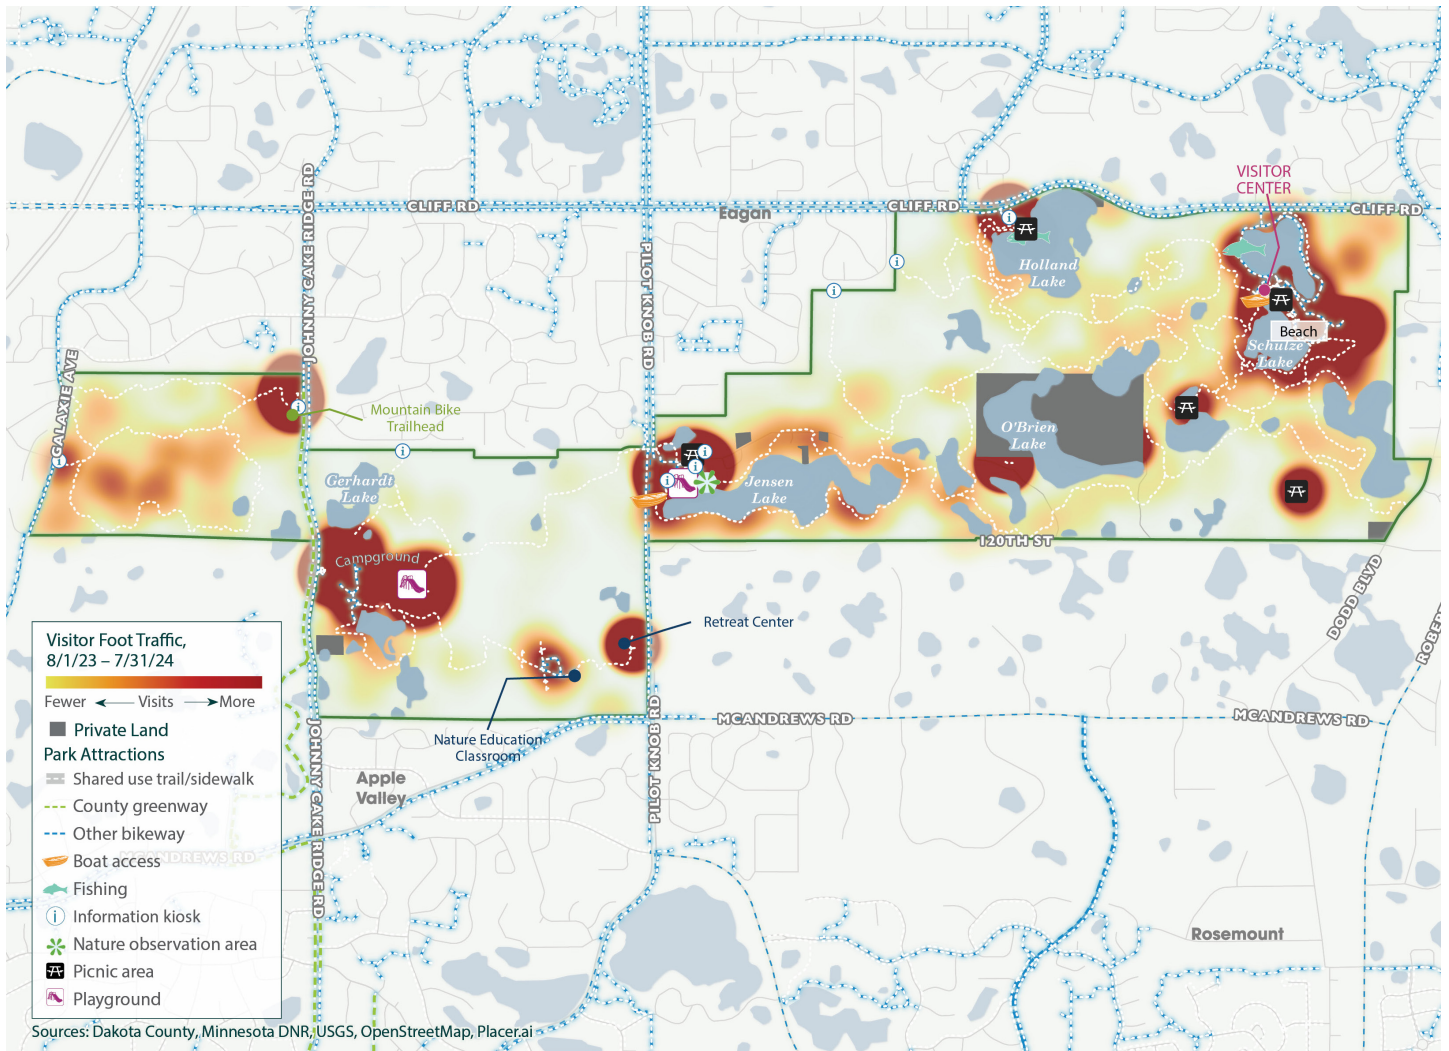 VISITOR
CENTER
CLIFF RD
CLIFF RD
CLIFF RD
Eagan
JOHNNY CAKE RIDGE RD
PILOT KNOB RD
Holland
Lake
Beach
Schulze
Lake
GALAXIE AVE
Mountain Bike
Trailhead
O'Brien
Lake
Gerhardt
Lake
Jensen
Lake
Campground
120TH ST
DODD BLVD
Retreat Center
Nature Education
Classroom
MCANDREWS RD
MCANDREWS RD
PILOT KNOB RD
JOHNNY CAKE RIDGE RD
Apple
Valley
MCANDREWS RD
Rosemount
Visitor Foot Traffic,
8/1/23 – 7/31/24
Fewer Visits More
Private Land
Park Attractions
Shared use trail/sidewalk
County greenway
Other bikeway
Boat access
Fishing
Information kiosk
Nature observation area
Picnic area
Playground
Sources: Dakota County, Minnesota DNR, USGS, OpenStreetMap, Placer.ai